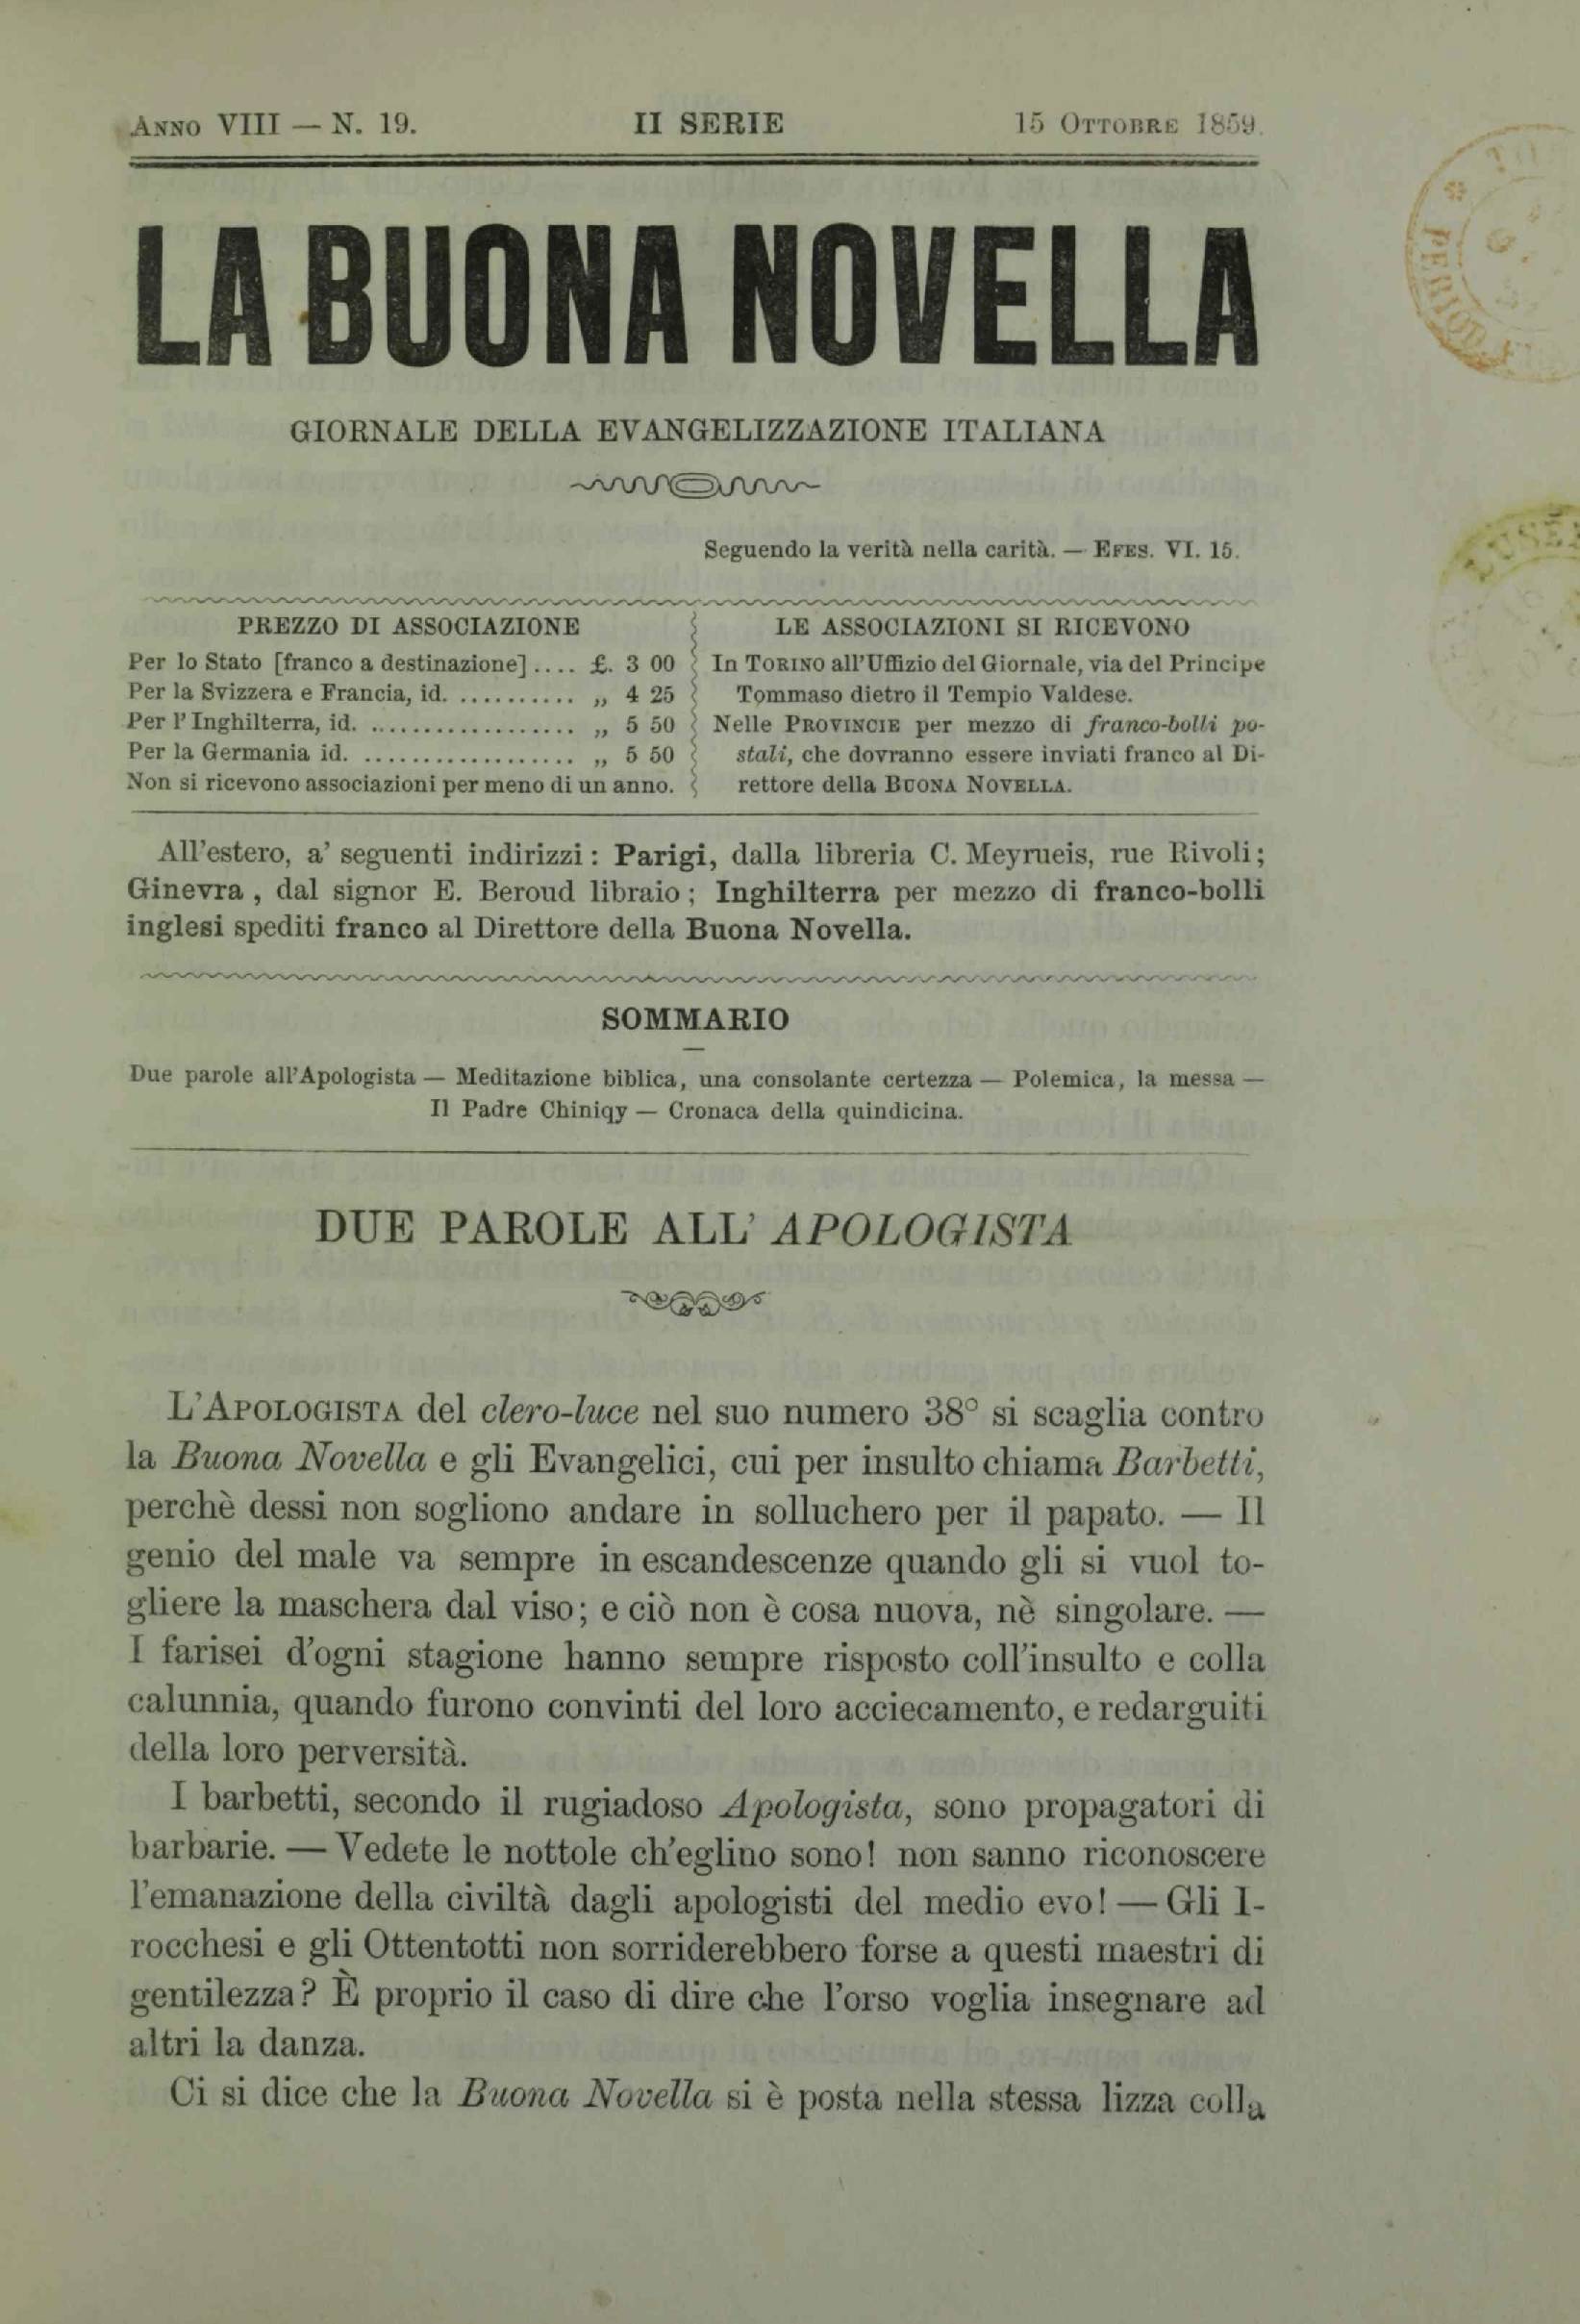 ANNO VIII — N. 19.
II SERIE
15 OTTOBRE 1859.
LA BUONA NOVELLA
GIORNALE DELLA EVANGELIZZAZIONE ITALIANA
Seguendo la verità nella carità. — EFES. VI. 15.
PREZZO DI ASSOCIAZIONE
Per lo Stato [franco a destinazione].... £. 3 00
Per la Svizzera e Francia, id. ........... „ 4 25
Per l'Inghilterra, id. .................. „ 5 50
Per la Germania id. .................. „ 5 50
Non si ricevono associazioni per meno di un anno.
LE ASSOCIAZIONI SI RICEVONO
In TORINO all'Uffizio del Giornale, via del Principe
Tommaso dietro il Tempio Valdese.
Nelle PROVINCIE per mezzo di franco-bolli po-
stali, che dovranno essere inviati franco al Di-
rettore della BUONA NOVELLA.
All'estero, a' seguenti indirizzi : Parigi, dalla libreria C. Meyrueis, rue Rivoli;
Ginevra , dal signor E. Beroud libraio ; Inghilterra per mezzo di franco-bolli
inglesi spediti franco al Direttore della Buona Novella.
SOMMARIO
Due parole all'Apologista — Meditazione biblica, una consolante certezza — Polemica, la messa —
Il Padre Chiniqy — Cronaca della quindicina.
DUE PAROLE ALL' APOLOGISTA
L'APOLOGISTA del clero-luce nel suo numero 38° si scaglia contro
la Buona Novella e gli Evangelici, cui per insulto chiama Barbetti,
perchè dessi non sogliono andare in solluchero per il papato. — Il
genio del male va sempre in escandescenze quando gli si vuol to-
gliere la maschera dal viso; e ciò non è cosa nuova, nè singolare. —
I farisei d'ogni stagione hanno sempre risposto coll'insulto e colla
calunnia, quando furono convinti del loro acciecamento, e redarguiti
della loro perversità.
I barbetti, secondo il rugiadoso Apologista, sono propagatori di
barbarie. — Vedete le nottole ch'eglino sono! non sanno riconoscere
l'emanazione della civiltà dagli apologisti del medio evo! — Gli I-
rocchesi e gli Ottentotti non sorriderebbero forse a questi maestri di
gentilezza? È proprio il caso di dire che l'orso voglia insegnare ad
altri la danza.
Ci si dice che la Buona Novella si è posta nella stessa lizza colla